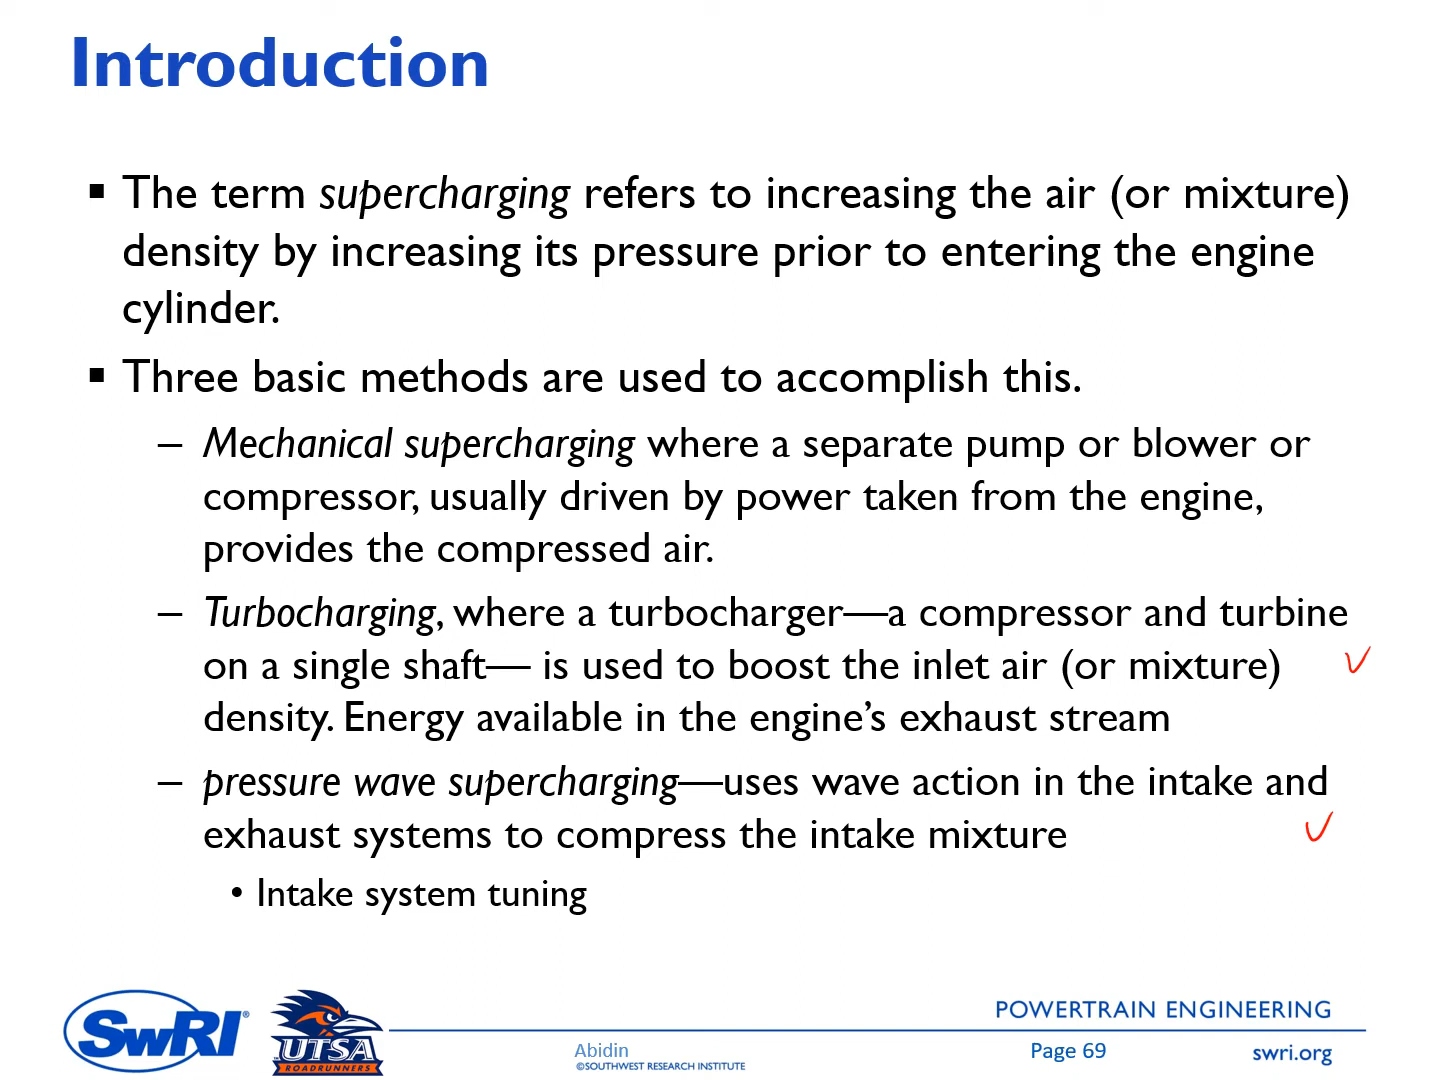 Introduction
▪ The term supercharging refers to increasing the air (or mixture)
density by increasing its pressure prior to entering the engine
cylinder.
▪ Three basic methods are used to accomplish this.
– Mechanical supercharging where a separate pump or blower or
compressor, usually driven by power taken from the engine,
provides the compressed air.
– Turbocharging, where a turbocharger—a compressor and turbine
on a single shaft— is used to boost the inlet air (or mixture)
density. Energy available in the engine’s exhaust stream
– pressure wave supercharging—uses wave action in the intake and
exhaust systems to compress the intake mixture
• Intake system tuning
SwRI®
UTSA
ROADRUNNERS
Abidin
©SOUTHWEST RESEARCH INSTITUTE
POWERTRAIN ENGINEERING
Page 69
swri.org